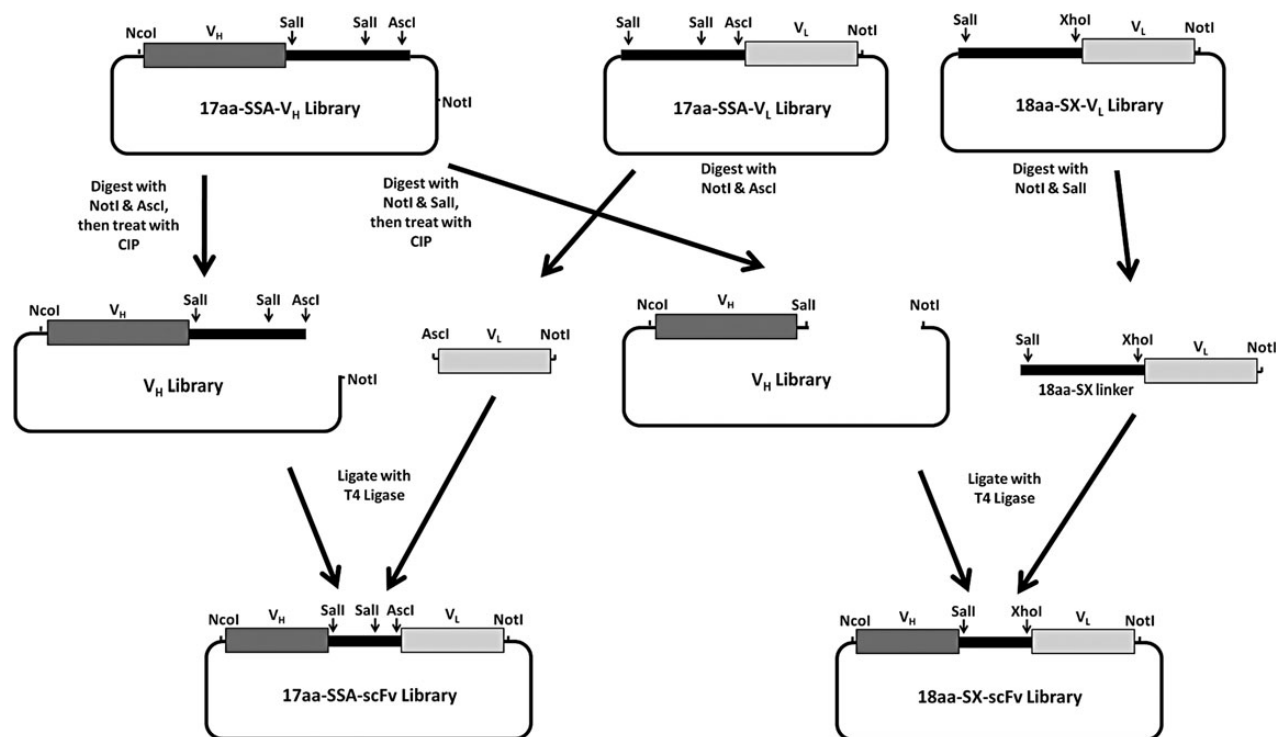 NcoI VH SalI SalI AscI
NotI
17aa-SSA-VH Library
SalI SalI AscI VL NotI
17aa-SSA-VL Library
SalI XhoI VL NotI
18aa-SX-VL Library
Digest with
NotI & AscI,
then treat with
CIP
Digest with
NotI & SalI,
then treat with
CIP
Digest with
NotI & AscI
Digest with
NotI & SalI
NcoI VH SalI SalI AscI
NotI
VH Library
AscI VL NotI
NcoI VH SalI NotI
VH Library
SalI XhoI VL NotI
18aa-SX linker
Ligate with
T4 Ligase
Ligate with
T4 Ligase
NcoI VH SalI SalI AscI VL NotI
17aa-SSA-scFv Library
NcoI VH SalI XhoI VL NotI
18aa-SX-scFv Library